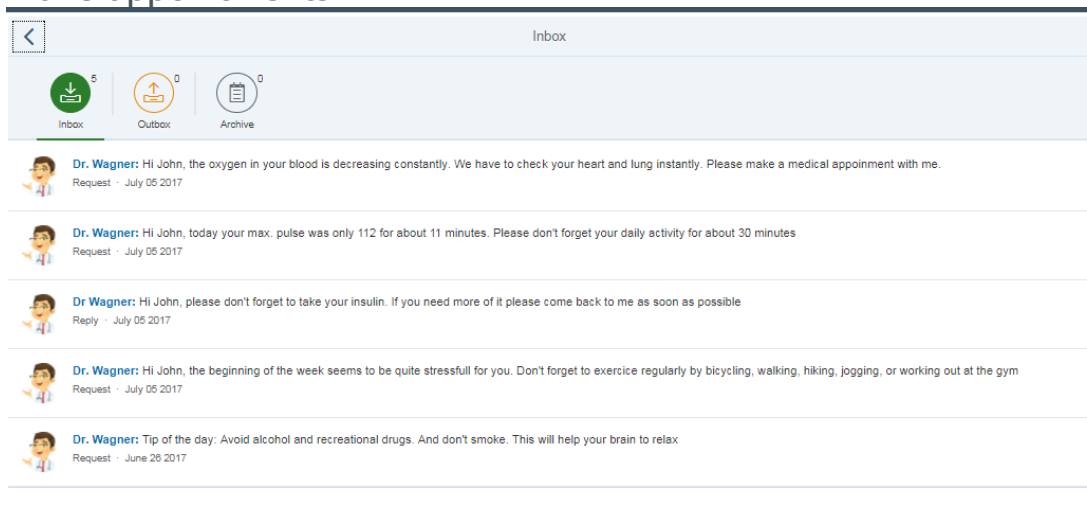 Inbox
5
0
0
Inbox
Outbox
Archive
Dr. Wagner: Hi John, the oxygen in your blood is decreasing constantly. We have to check your heart and lung instantly. Please make a medical appoinment with me.
Request · July 05 2017
Dr. Wagner: Hi John, today your max. pulse was only 112 for about 11 minutes. Please don't forget your daily activity for about 30 minutes
Request · July 05 2017
Dr Wagner: Hi John, please don't forget to take your insulin. If you need more of it please come back to me as soon as possible
Reply · July 05 2017
Dr. Wagner: Hi John, the beginning of the week seems to be quite stressfull for you. Don't forget to exercice regularly by bicycling, walking, hiking, jogging, or working out at the gym
Request · July 05 2017
Dr. Wagner: Tip of the day: Avoid alcohol and recreational drugs. And don't smoke. This will help your brain to relax
Request · June 26 2017